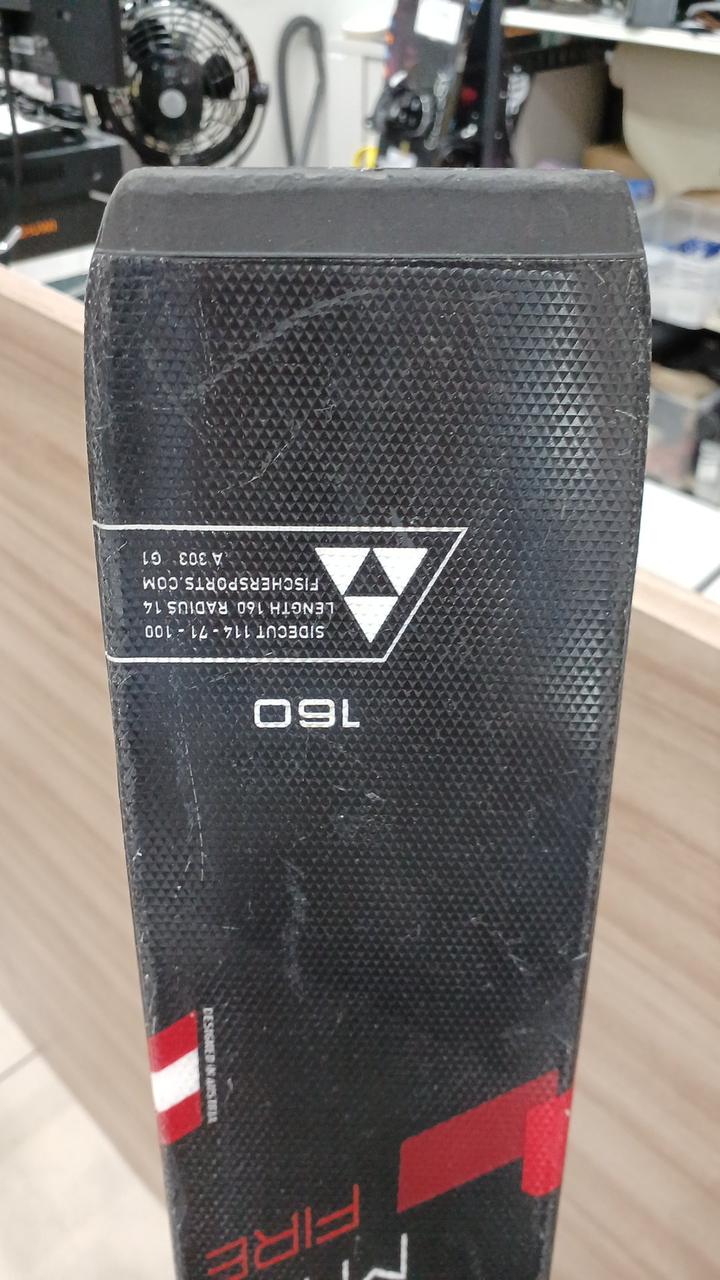 SIDECUT 114 - 71 - 100
LENGTH 160 RADIUS 14
FISCHERSPORTS.COM
A 303 G1
160
DESIGNED IN AUSTRIA
FIRE